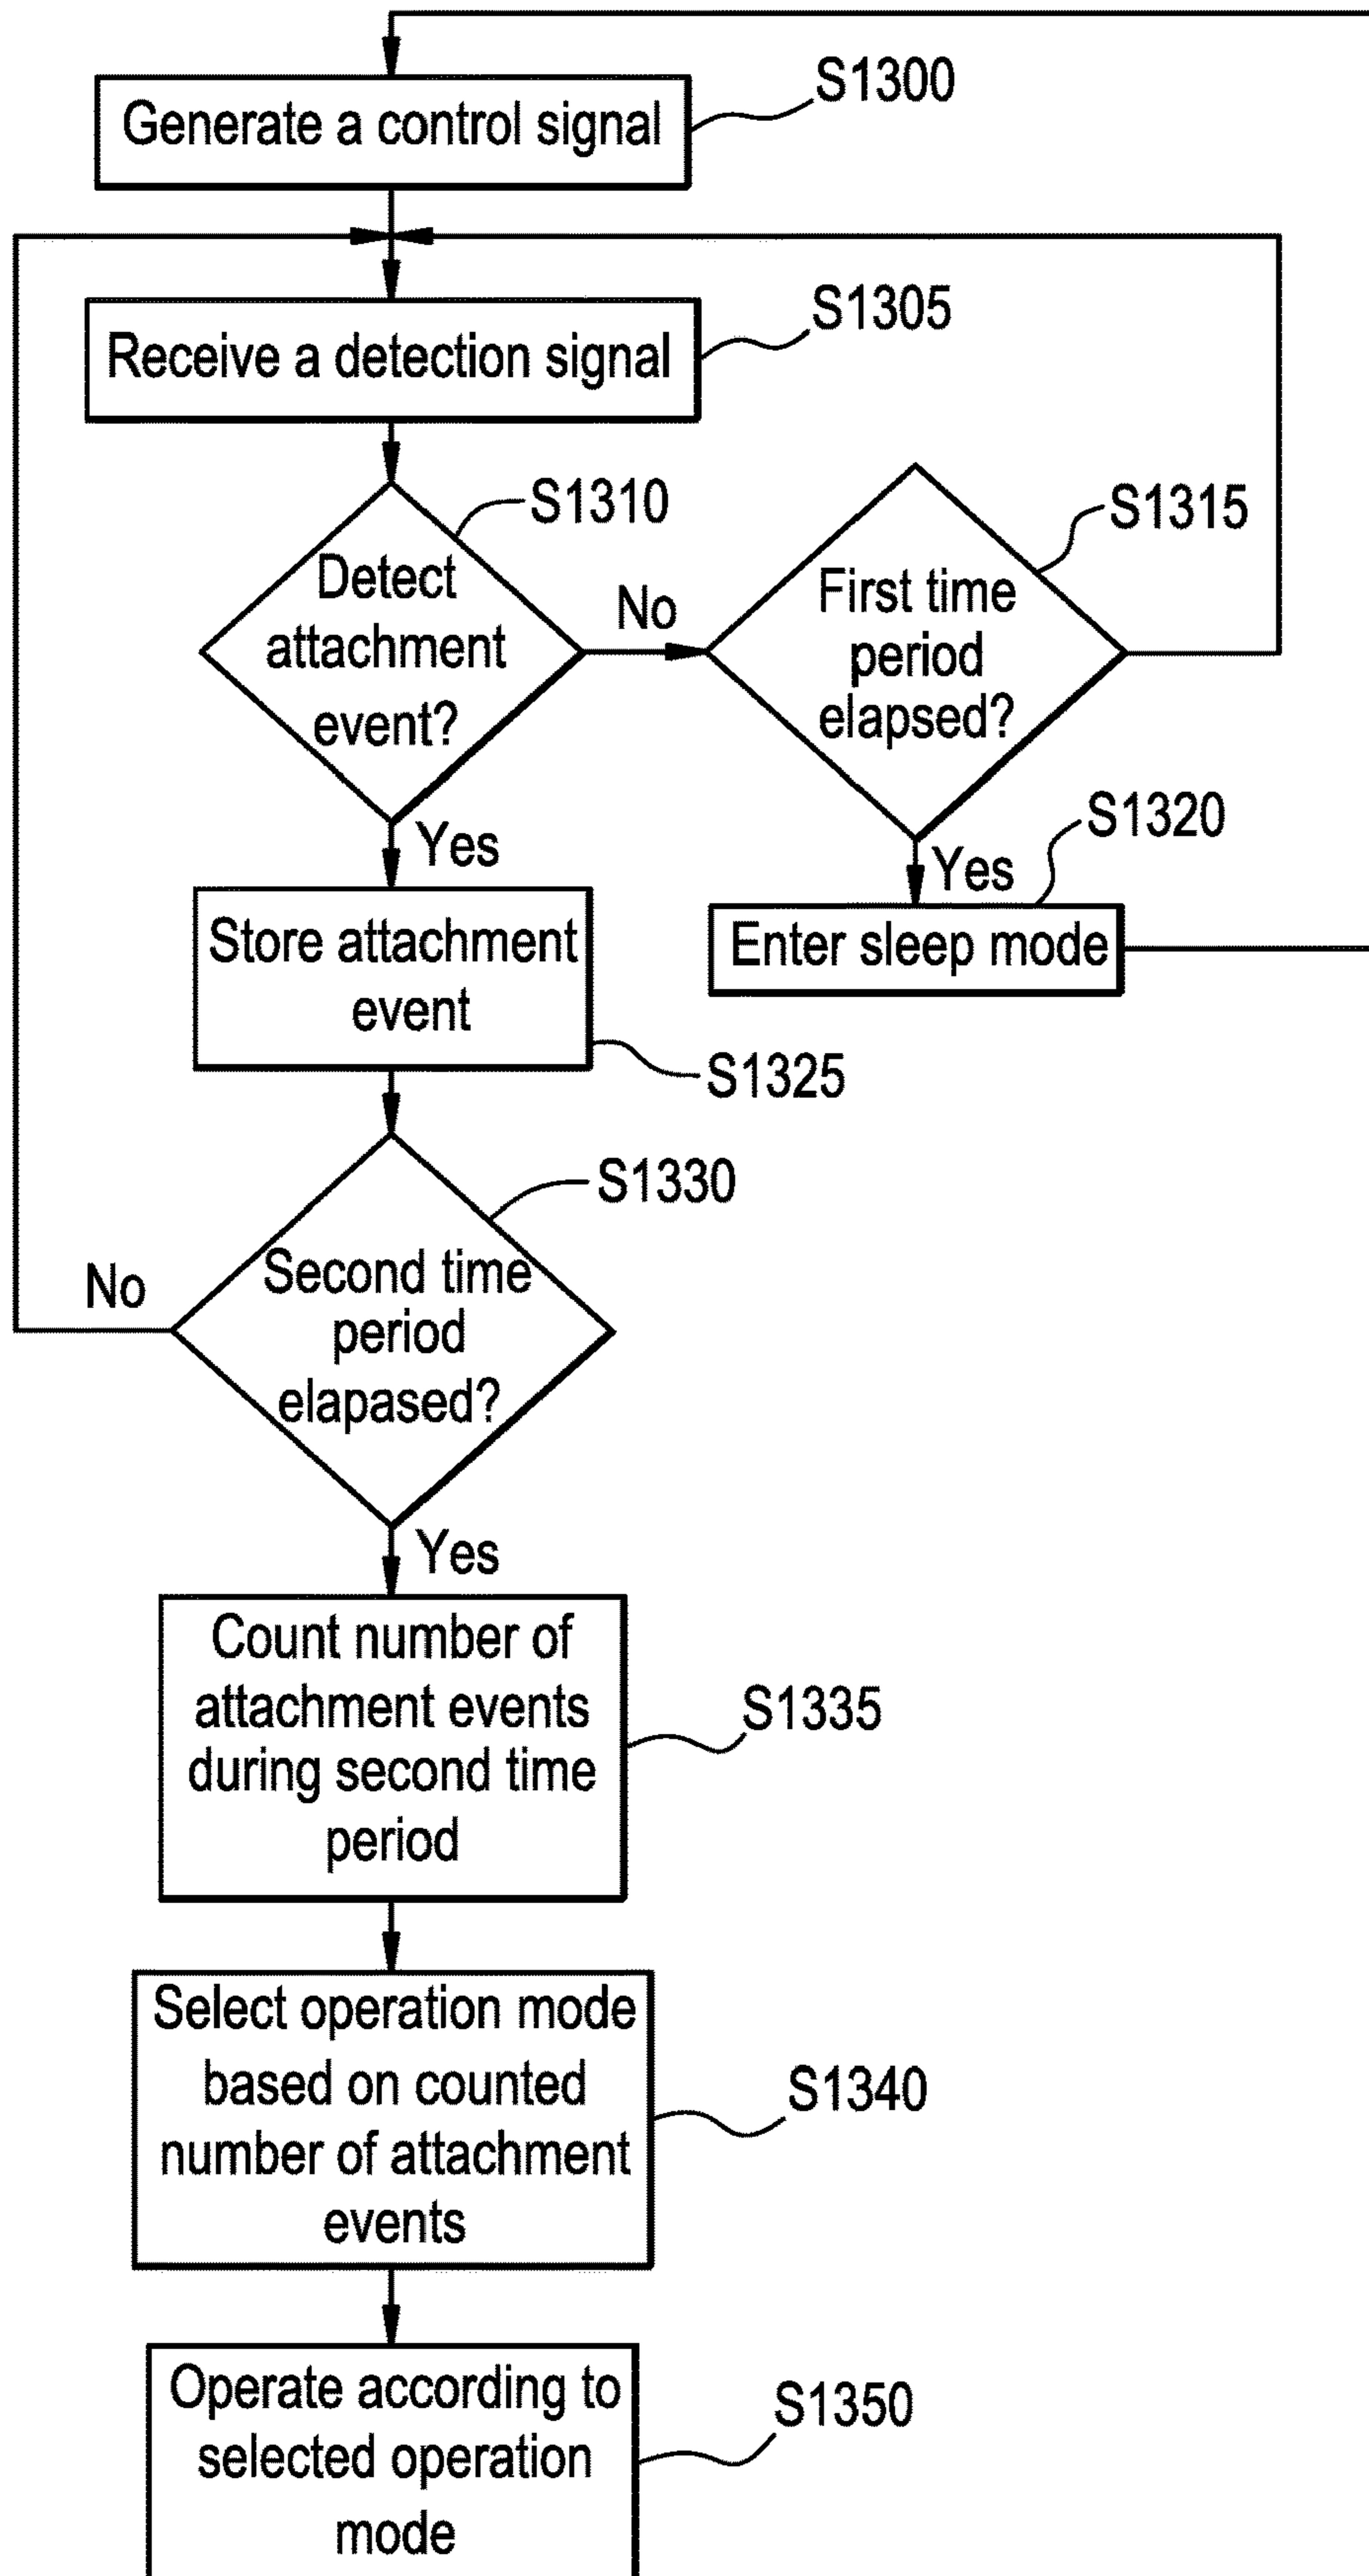 Generate a control signal
S1300
Receive a detection signal
S1305
Detect
attachment
event?
S1310
No
First time
period
elapsed?
S1315
Yes
Yes
Enter sleep mode
S1320
Store attachment
event
S1325
Second time
period
elapased?
S1330
No
Yes
Count number of
attachment events
during second time
period
S1335
Select operation mode
based on counted
number of attachment
events
S1340
Operate according to
selected operation
mode
S1350